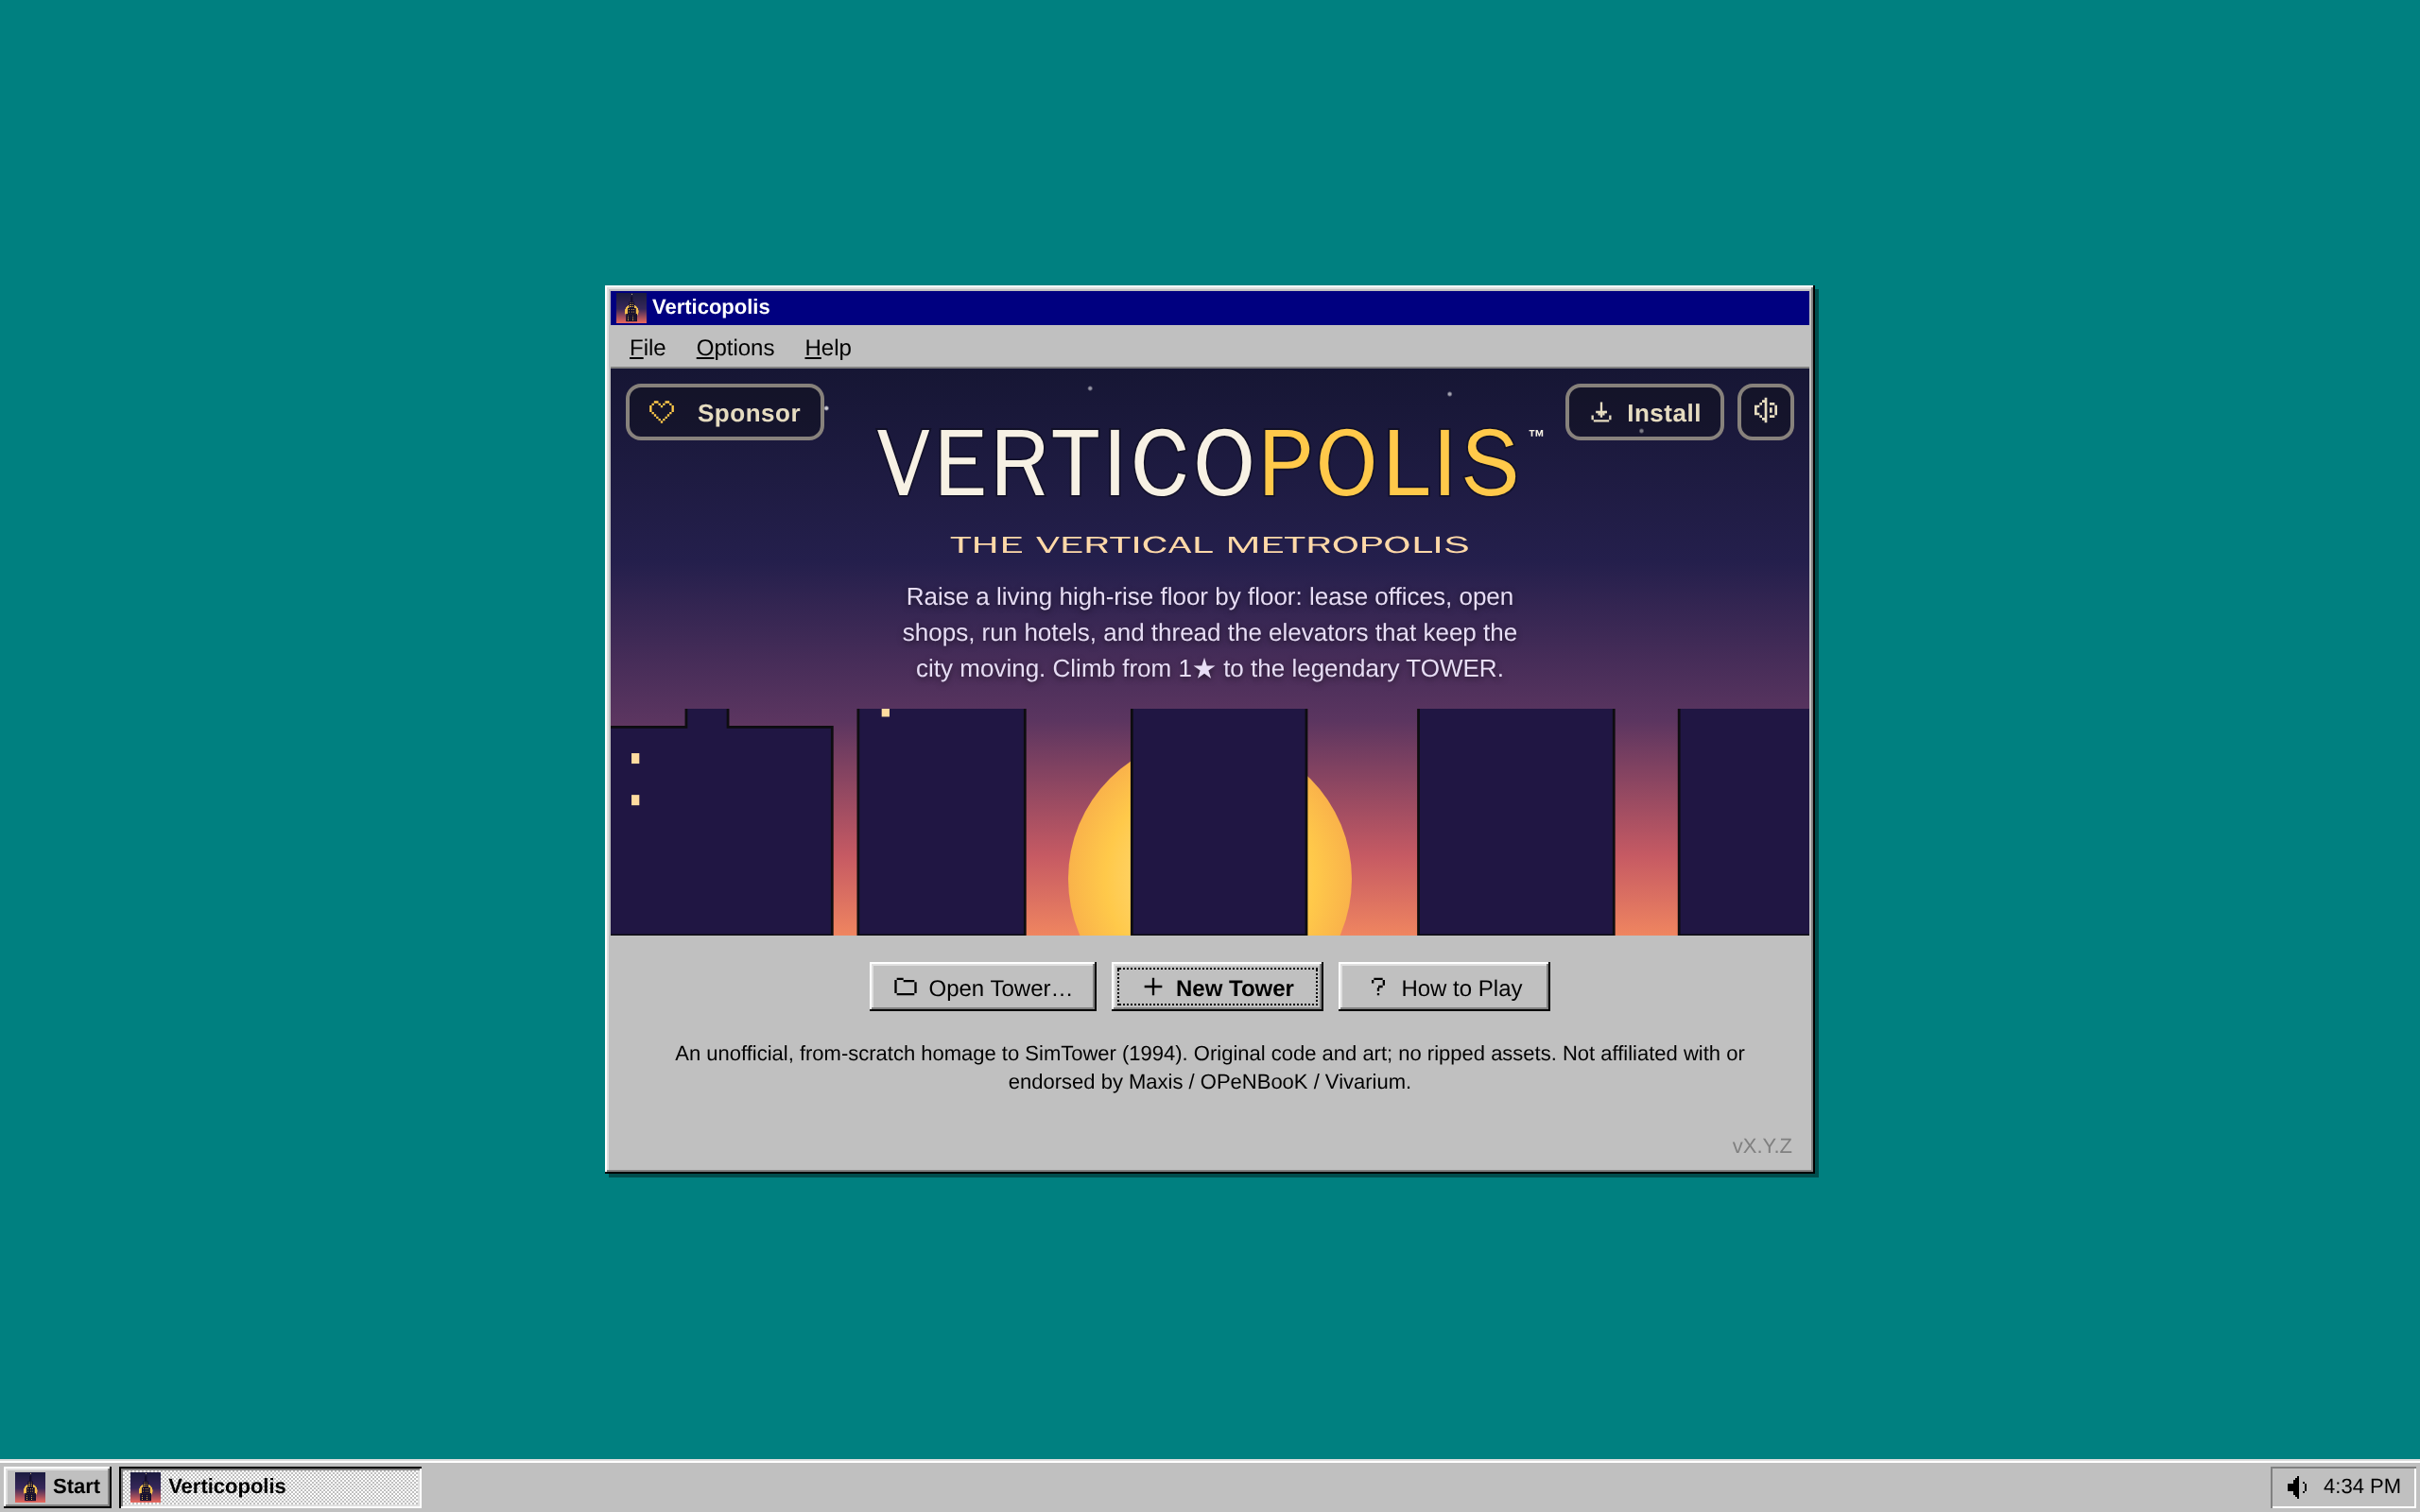 Verticopolis
File Options Help
Sponsor
Install
VERTICOPOLIS™
THE VERTICAL METROPOLIS
Raise a living high-rise floor by floor: lease offices, open
shops, run hotels, and thread the elevators that keep the
city moving. Climb from 1★ to the legendary TOWER.
Open Tower…
New Tower
? How to Play
An unofficial, from-scratch homage to SimTower (1994). Original code and art; no ripped assets. Not affiliated with or
endorsed by Maxis / OPeNBooK / Vivarium.
vX.Y.Z
Start
Verticopolis
4:34 PM